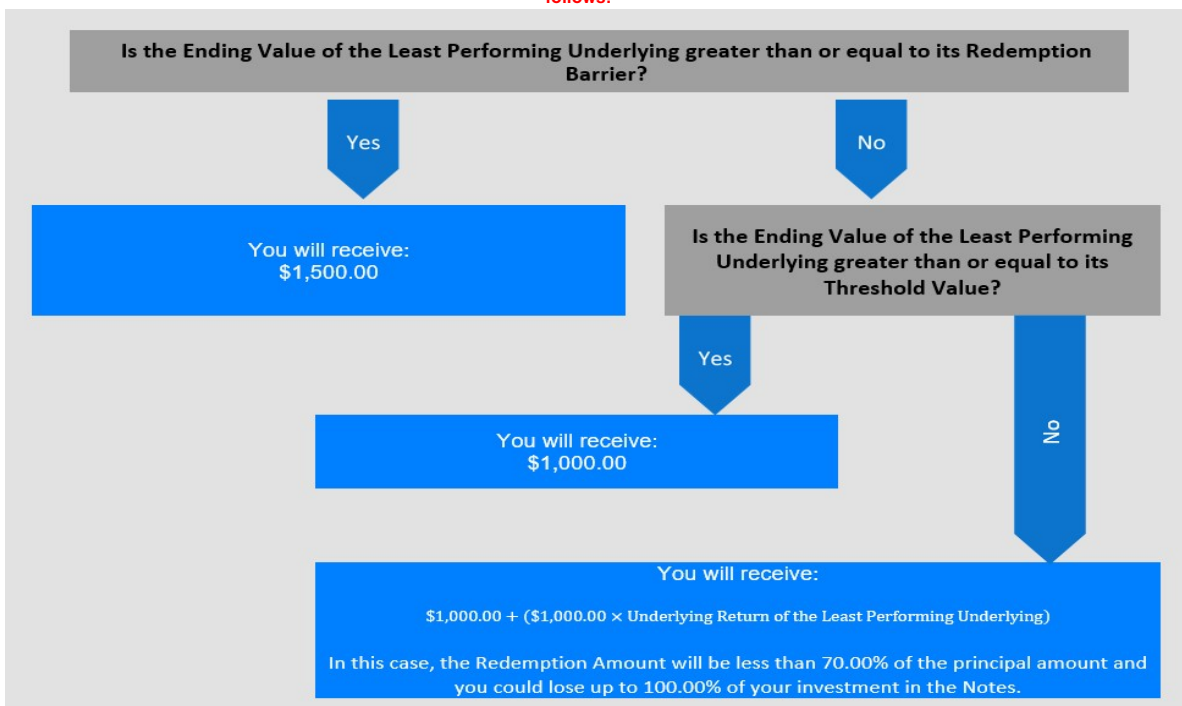 follows:
Is the Ending Value of the Least Performing Underlying greater than or equal to its Redemption
Barrier?
Yes
No
You will receive:
$1,500.00
Is the Ending Value of the Least Performing
Underlying greater than or equal to its
Threshold Value?
Yes
No
You will receive:
$1,000.00
You will receive:
$1,000.00 + ($1,000.00 × Underlying Return of the Least Performing Underlying)
In this case, the Redemption Amount will be less than 70.00% of the principal amount and
you could lose up to 100.00% of your investment in the Notes.